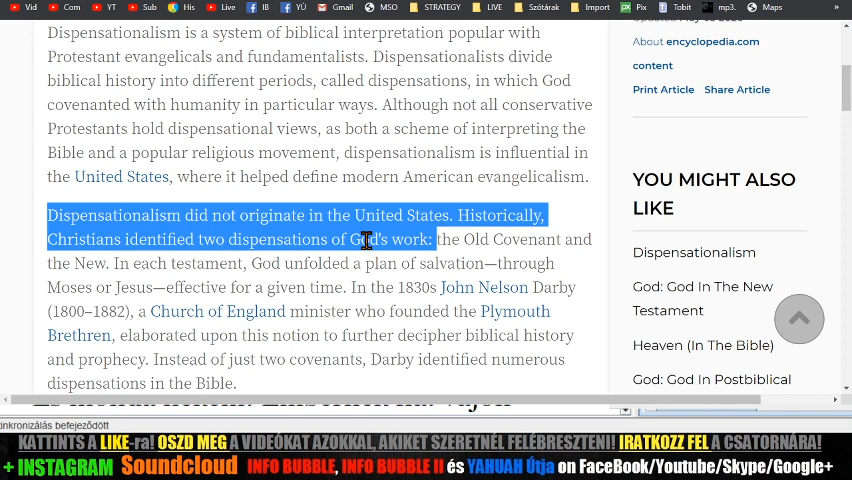 Vid Com YT Sub His Live IB YÚ Gmail MSO STRATEGY LIVE Szótárak Import Pix Tobit mp3. Maps
Dispensationalism is a system of biblical interpretation popular with
Protestant evangelicals and fundamentalists. Dispensationalists divide
biblical history into different periods, called dispensations, in which God
covenanted with humanity in particular ways. Although not all conservative
Protestants hold dispensational views, as both a scheme of interpreting the
Bible and a popular religious movement, dispensationalism is influential in
the United States, where it helped define modern American evangelicalism.
Dispensationalism did not originate in the United States. Historically,
Christians identified two dispensations of God's work: the Old Covenant and
the New. In each testament, God unfolded a plan of salvation—through
Moses or Jesus—effective for a given time. In the 1830s John Nelson Darby
(1800–1882), a Church of England minister who founded the Plymouth
Brethren, elaborated upon this notion to further decipher biblical history
and prophecy. Instead of just two covenants, Darby identified numerous
dispensations in the Bible.
About encyclopedia.com
content
Print Article Share Article
YOU MIGHT ALSO
LIKE
Dispensationalism
God: God In The New
Testament
Heaven (In The Bible)
God: God In Postbiblical
inkronizálás befejeződött
KATTINTS A LIKE-ra! OSZD MEG A VIDEÓKAT AZOKKAL, AKIKET SZERETNÉL FELÉBRESZTENI! IRATKOZZ FEL A CSATORNÁRA!
+ INSTAGRAM Soundcloud INFO BUBBLE, INFO BUBBLE II és YAHUAH Útja on FaceBook/Youtube/Skype/Google+